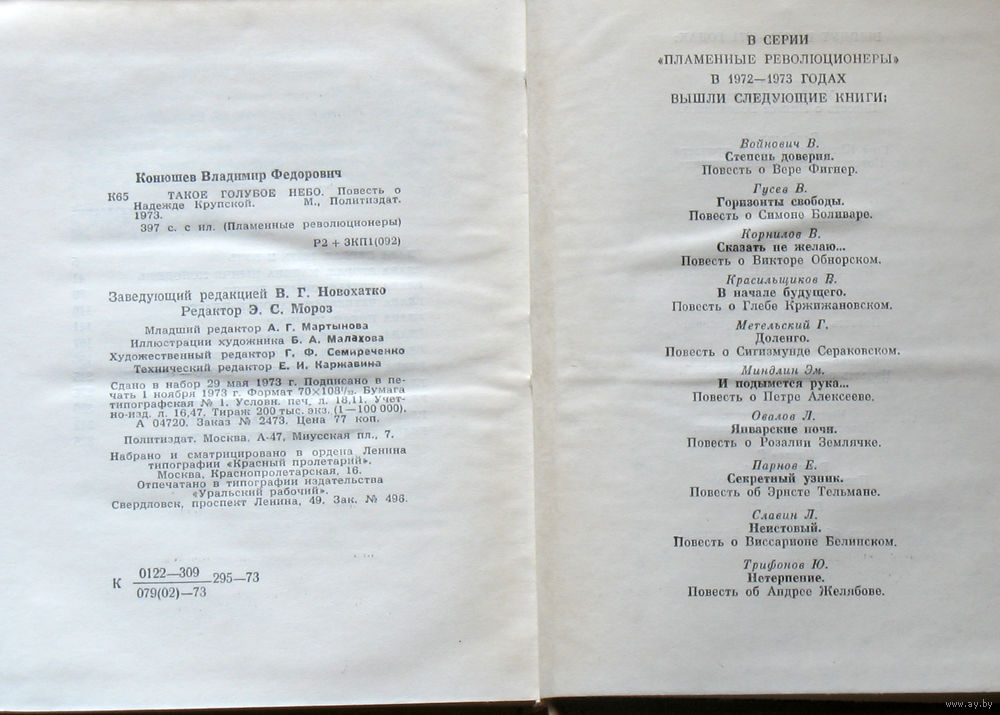 Конюшев Владимир Федорович
К65 ТАКОЕ ГОЛУБОЕ НЕБО. Повесть о
Надежде Крупской. М., Политиздат.
1973.
397 с. с ил. (Пламенные революционеры)
Р2 + 3КП1(092)
Заведующий редакцией В. Г. Новохатко
Редактор Э. С. Мороз
Младший редактор А. Г. Мартынова
Иллюстрации художника Б. А. Малахова
Художественный редактор Г. Ф. Семиреченко
Технический редактор Е. И. Каржавина
Сдано в набор 29 мая 1973 г. Подписано в пе-
чать 1 ноября 1973 г. Формат 70×108¹/₃₂. Бумага
типографская № 1. Условн. печ. л. 18,11. Учет-
но-изд. л. 16,47. Тираж 200 тыс. экз. (1—100 000).
А 04720. Заказ № 2473. Цена 77 коп.
Политиздат. Москва, А-47, Миусская пл., 7.
Набрано и сматрицировано в ордена Ленина
типографии «Красный пролетарий».
Москва, Краснопролетарская, 16.
Отпечатано в типографии издательства
«Уральский рабочий».
Свердловск, проспект Ленина, 49. Зак. № 496.
К 0122—309
295—73
079(02)—73
В СЕРИИ
«ПЛАМЕННЫЕ РЕВОЛЮЦИОНЕРЫ»
В 1972—1973 ГОДАХ
ВЫШЛИ СЛЕДУЮЩИЕ КНИГИ:
Войнович В.
Степень доверия.
Повесть о Вере Фигнер.
Гусев В.
Горизонты свободы.
Повесть о Симоне Боливаре.
Корнилов В.
Сказать не желаю...
Повесть о Викторе Обнорском.
Красильщиков В.
В начале будущего.
Повесть о Глебе Кржижановском.
Метельский Г.
Доленго.
Повесть о Сигизмунде Сераковском.
Миндлин Эм.
И подымется рука...
Повесть о Петре Алексееве.
Овалов Л.
Январские ночи.
Повесть о Розалии Землячке.
Парнов Е.
Секретный узник.
Повесть об Эрнсте Тельмане.
Славин Л.
Неистовый.
Повесть о Виссарионе Белинском.
Трифонов Ю.
Нетерпение.
Повесть об Андрее Желябове.
www.ay.by